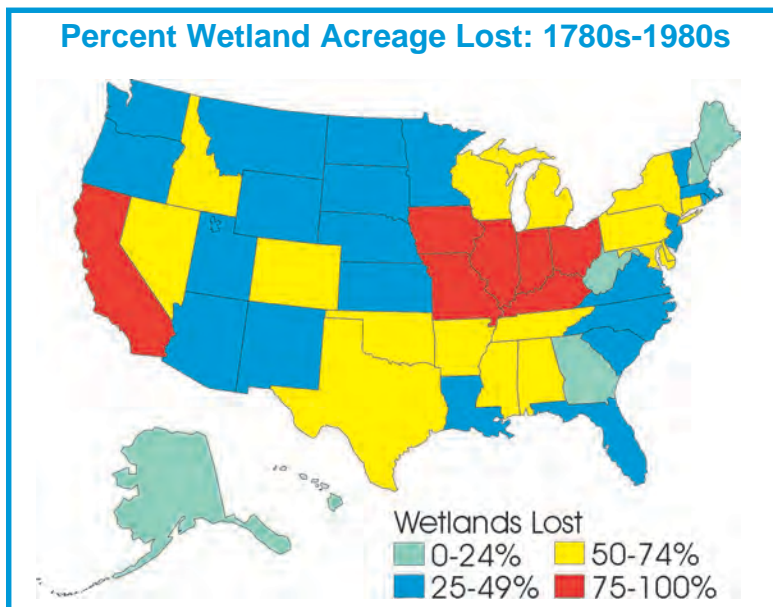 Percent Wetland Acreage Lost: 1780s-1980s
Wetlands Lost
0-24% 50-74%
25-49% 75-100%